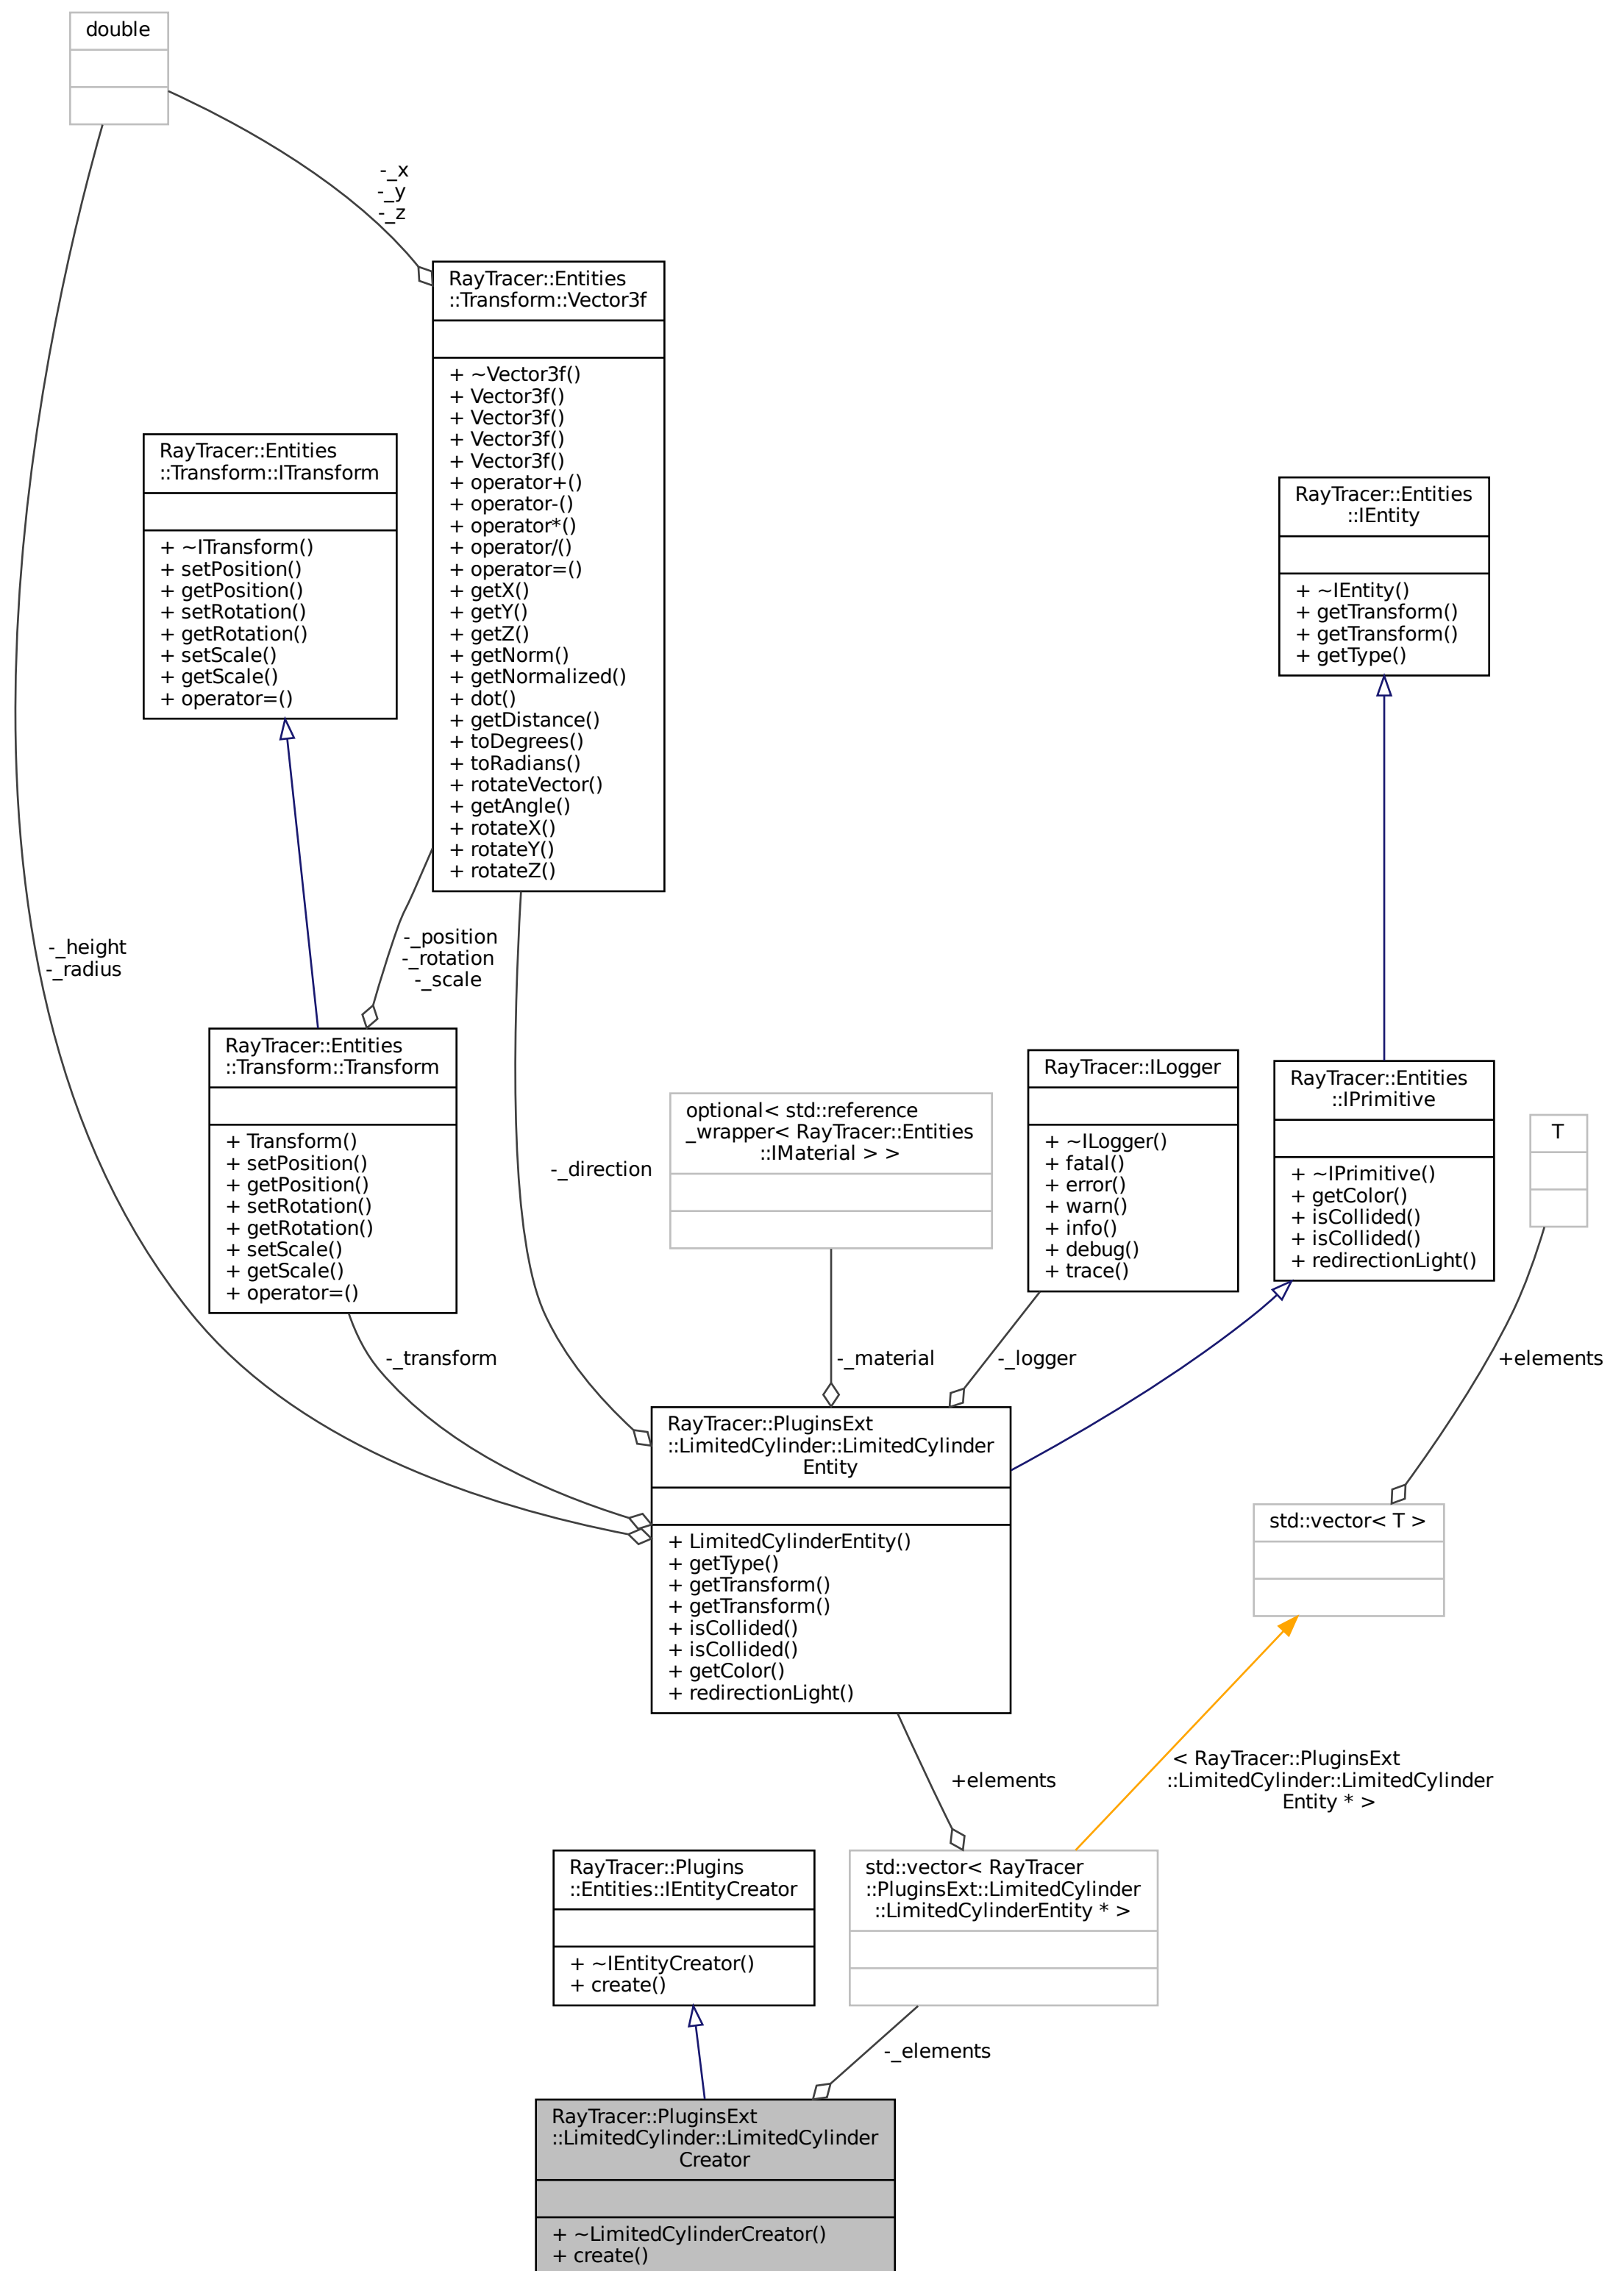 double
-_x
-_y
-_z
RayTracer::Entities
::Transform::Vector3f
+ ~Vector3f()
+ Vector3f()
+ Vector3f()
+ Vector3f()
+ Vector3f()
+ operator+()
+ operator-()
+ operator*()
+ operator/()
+ operator=()
+ getX()
+ getY()
+ getZ()
+ getNorm()
+ getNormalized()
+ dot()
+ getDistance()
+ toDegrees()
+ toRadians()
+ rotateVector()
+ getAngle()
+ rotateX()
+ rotateY()
+ rotateZ()
RayTracer::Entities
::Transform::ITransform
+ ~ITransform()
+ setPosition()
+ getPosition()
+ setRotation()
+ getRotation()
+ setScale()
+ getScale()
+ operator=()
RayTracer::Entities
::IEntity
+ ~IEntity()
+ getTransform()
+ getTransform()
+ getType()
-_height
-_radius
-_position
-_rotation
-_scale
RayTracer::Entities
::Transform::Transform
+ Transform()
+ setPosition()
+ getPosition()
+ setRotation()
+ getRotation()
+ setScale()
+ getScale()
+ operator=()
-_direction
optional< std::reference
_wrapper< RayTracer::Entities
::IMaterial > >
RayTracer::ILogger
+ ~ILogger()
+ fatal()
+ error()
+ warn()
+ info()
+ debug()
+ trace()
RayTracer::Entities
::IPrimitive
+ ~IPrimitive()
+ getColor()
+ isCollided()
+ isCollided()
+ redirectionLight()
T
-_transform
-_material
-_logger
+elements
RayTracer::PluginsExt
::LimitedCylinder::LimitedCylinder
Entity
+ LimitedCylinderEntity()
+ getType()
+ getTransform()
+ getTransform()
+ isCollided()
+ isCollided()
+ getColor()
+ redirectionLight()
std::vector< T >
+elements
< RayTracer::PluginsExt
::LimitedCylinder::LimitedCylinder
Entity * >
RayTracer::Plugins
::Entities::IEntityCreator
+ ~IEntityCreator()
+ create()
std::vector< RayTracer
::PluginsExt::LimitedCylinder
::LimitedCylinderEntity * >
-_elements
RayTracer::PluginsExt
::LimitedCylinder::LimitedCylinder
Creator
+ ~LimitedCylinderCreator()
+ create()